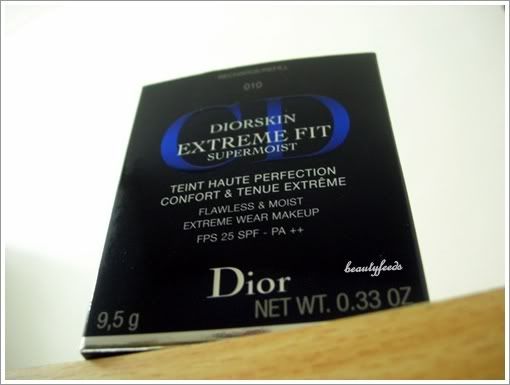 RECHARGE/REFILL
010
CD
DIORSKIN
EXTREME FIT
SUPERMOIST
TEINT HAUTE PERFECTION
CONFORT & TENUE EXTRÊME
FLAWLESS & MOIST
EXTREME WEAR MAKEUP
FPS 25 SPF - PA ++
beautyfeeds
Dior
9,5 g
NET WT. 0.33 OZ